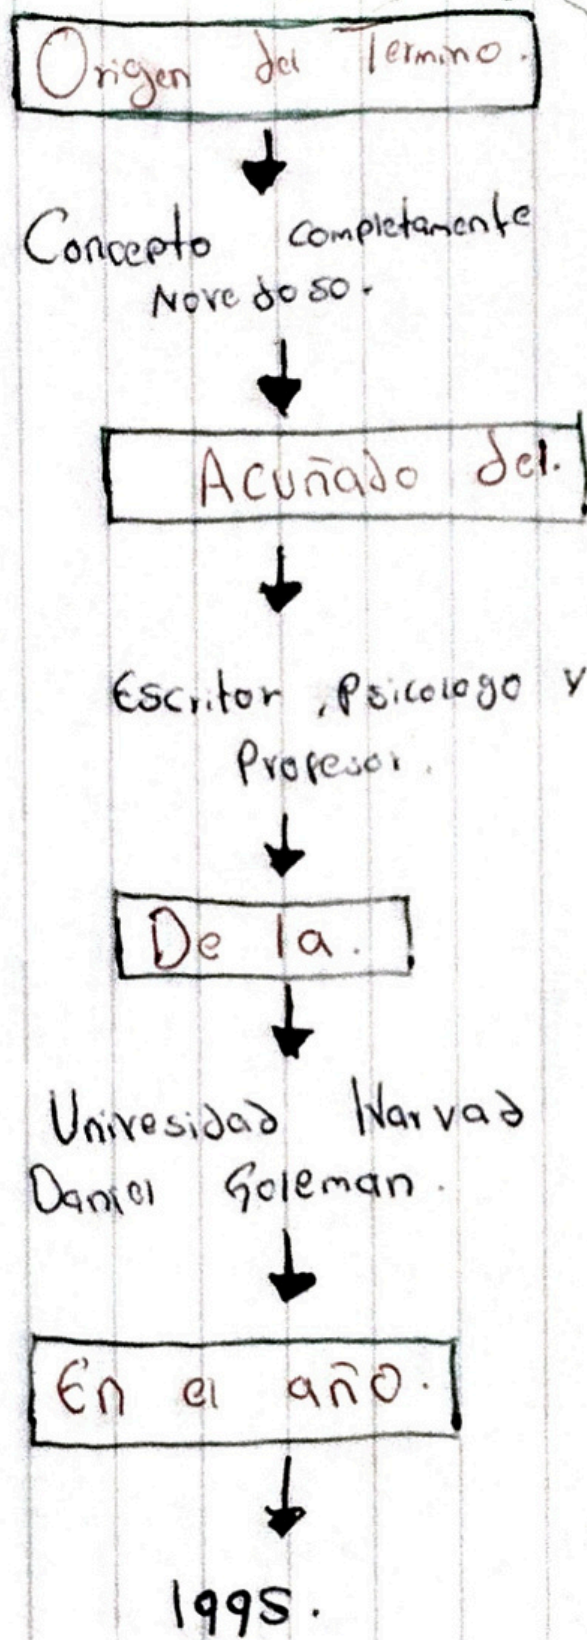 Origen del Termino.
Concepto completamente
Novedoso.
Acuñado del.
Escritor, Psicologo y
Profesor.
De la.
Univesidad Harvad
Daniel Goleman.
En el año.
1995.